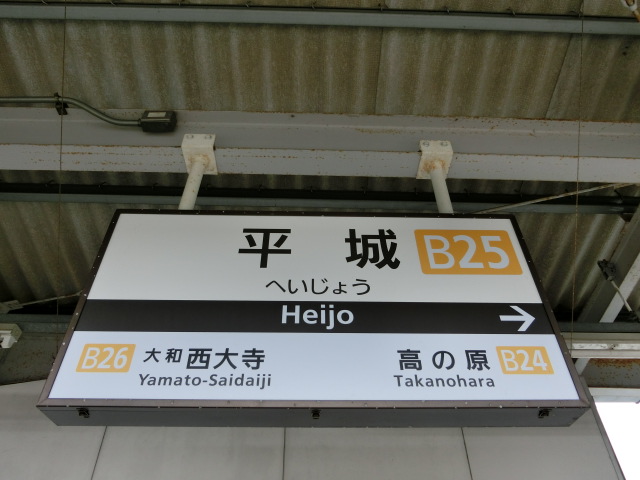 平城 B25
へいじょう
Heijo →
B26 大和西大寺 高の原 B24
Yamato-Saidaiji Takanohara